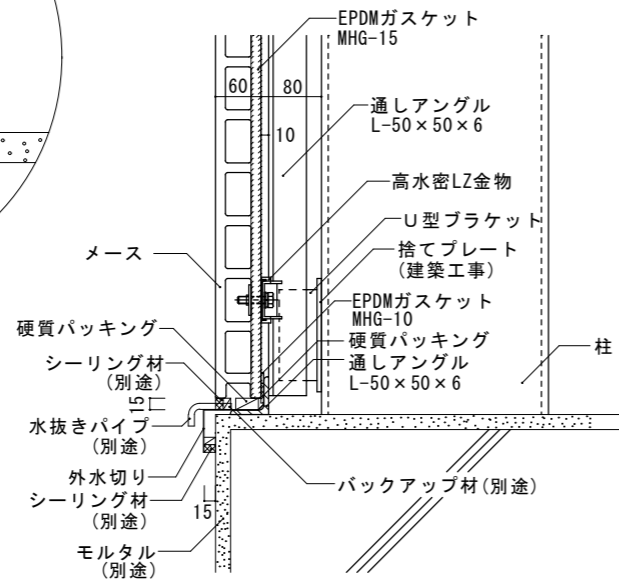 EPDMガスケット
MHG-15
60
80
10
通しアングル
L-50×50×6
高水密LZ金物
U型ブラケット
捨てプレート
(建築工事)
メース
EPDMガスケット
MHG-10
硬質パッキング
硬質パッキング
通しアングル
L-50×50×6
柱
シーリング材
(別途)
15
水抜きパイプ
(別途)
外水切り
シーリング材
(別途)
15
バックアップ材(別途)
モルタル
(別途)